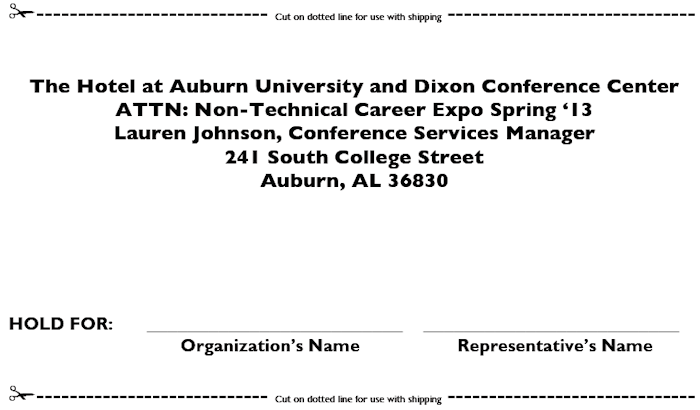 Cut on dotted line for use with shipping
The Hotel at Auburn University and Dixon Conference Center
ATTN: Non-Technical Career Expo Spring ‘13
Lauren Johnson, Conference Services Manager
241 South College Street
Auburn, AL 36830
HOLD FOR:
Organization’s Name Representative’s Name
Cut on dotted line for use with shipping